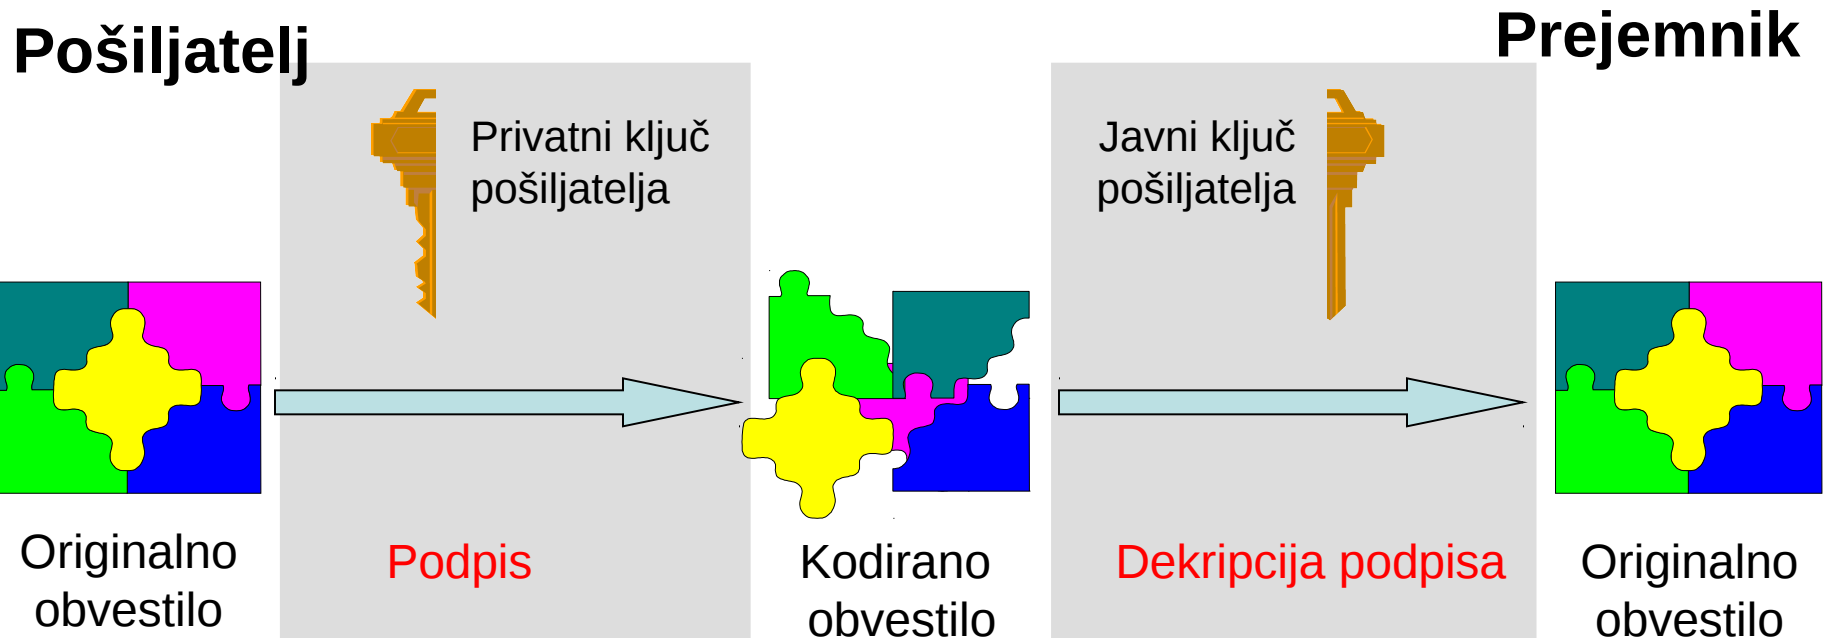 Pošiljatelj
Prejemnik
Privatni ključ
pošiljatelja
Javni ključ
pošiljatelja
Originalno
obvestilo
Podpis
Kodirano
obvestilo
Dekripcija podpisa
Originalno
obvestilo